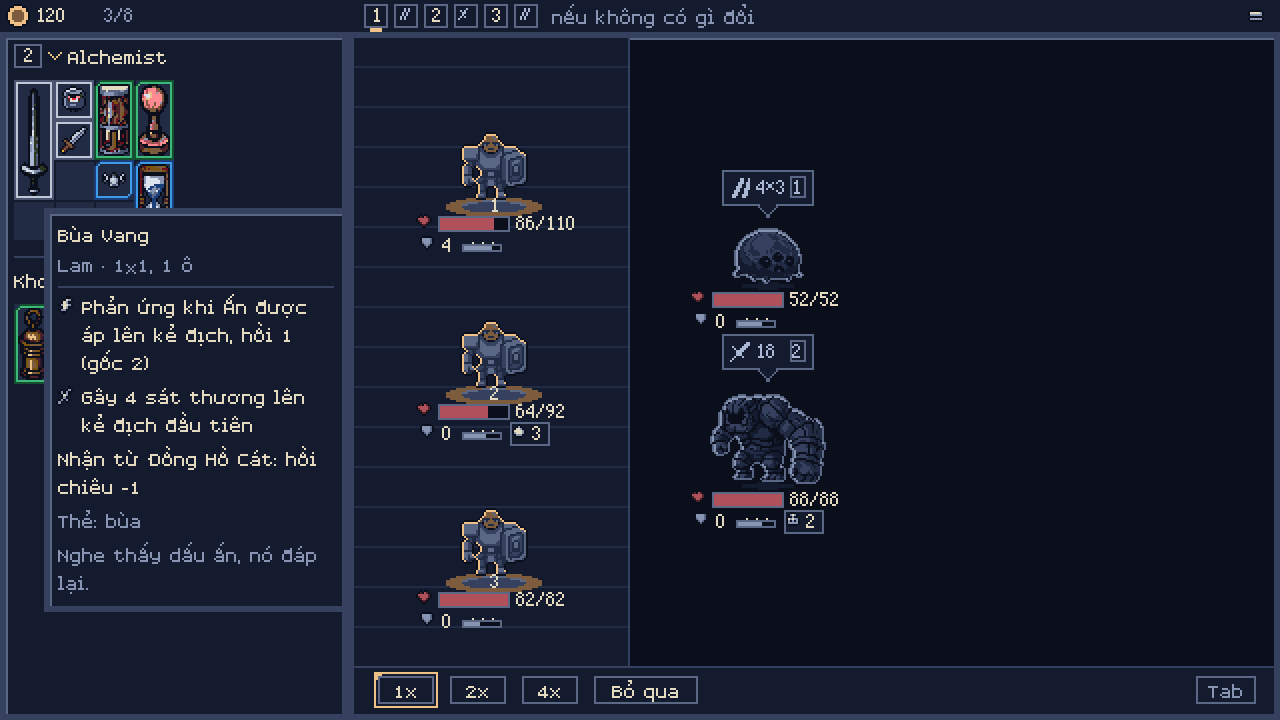 120 3/8
1 2 3 nếu không có gì đổi
2 Alchemist
Kho
Bùa Vang
Lam · 1x1, 1 ô
Phản ứng khi Ấn được
áp lên kẻ địch, hồi 1
(gốc 2)
Gây 4 sát thương lên
kẻ địch đầu tiên
Nhận từ Đồng Hồ Cát: hồi
chiêu -1
Thẻ: bùa
Nghe thấy dấu ấn, nó đáp
lại.
1
86/110
4
2
64/92
0 3
3
82/82
0
4×3 1
52/52
0
18 2
88/88
0 2
1x 2x 4x Bỏ qua Tab